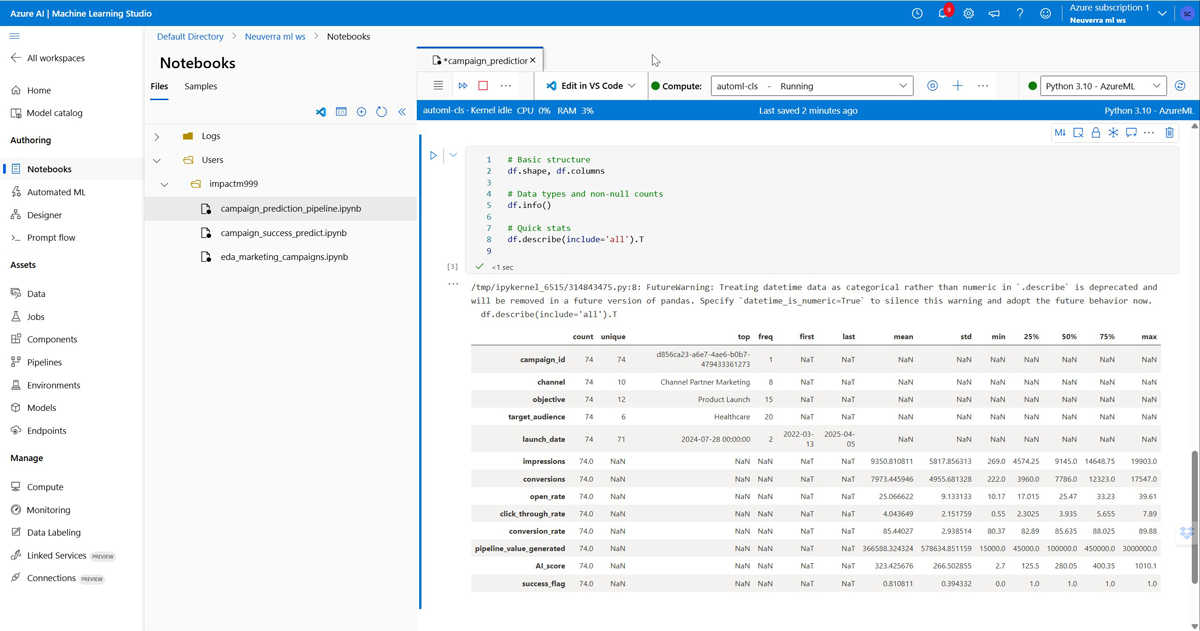 Azure AI | Machine Learning Studio
9
Azure subscription 1
Neuverra ml ws
SC
All workspaces
Home
Model catalog
Authoring
Notebooks
Automated ML
Designer
Prompt flow
Assets
Data
Jobs
Components
Pipelines
Environments
Models
Endpoints
Manage
Compute
Monitoring
Data Labeling
Linked Services PREVIEW
Connections PREVIEW
Default Directory > Neuverra ml ws > Notebooks
Notebooks
Files Samples
Logs
Users
impactm999
campaign_prediction_pipeline.ipynb
campaign_success_predict.ipynb
eda_marketing_campaigns.ipynb
*campaign_prediction ×
Edit in VS Code
Compute: automl-cls - Running
Python 3.10 - AzureML
automl-cls · Kernel idle CPU 0% RAM 3% Last saved 2 minutes ago Python 3.10 - AzureML
M↓
1 # Basic structure
2 df.shape, df.columns
3
4 # Data types and non-null counts
5 df.info()
6
7 # Quick stats
8 df.describe(include='all').T
9
[3] <1 sec
/tmp/ipykernel_6515/314843475.py:8: FutureWarning: Treating datetime data as categorical rather than numeric in `.describe` is deprecated and
will be removed in a future version of pandas. Specify `datetime_is_numeric=True` to silence this warning and adopt the future behavior now.
df.describe(include='all').T
count unique top freq first last mean std min 25% 50% 75% max
campaign_id 74 74 d856ca23-a6e7-4ae6-b0b7-479433361273 1 NaT NaT NaN NaN NaN NaN NaN NaN NaN
channel 74 10 Channel Partner Marketing 8 NaT NaT NaN NaN NaN NaN NaN NaN NaN
objective 74 12 Product Launch 15 NaT NaT NaN NaN NaN NaN NaN NaN NaN
target_audience 74 6 Healthcare 20 NaT NaT NaN NaN NaN NaN NaN NaN NaN
launch_date 74 71 2024-07-28 00:00:00 2 2022-03-13 2025-04-05 NaN NaN NaN NaN NaN NaN NaN
impressions 74.0 NaN NaN NaN NaT NaT 9350.810811 5817.856313 269.0 4574.25 9145.0 14648.75 19903.0
conversions 74.0 NaN NaN NaN NaT NaT 7973.445946 4955.681328 222.0 3960.0 7786.0 12323.0 17547.0
open_rate 74.0 NaN NaN NaN NaT NaT 25.066622 9.133133 10.17 17.015 25.47 33.23 39.61
click_through_rate 74.0 NaN NaN NaN NaT NaT 4.043649 2.151759 0.55 2.3025 3.935 5.655 7.89
conversion_rate 74.0 NaN NaN NaN NaT NaT 85.44027 2.938514 80.37 82.89 85.635 88.025 89.88
pipeline_value_generated 74.0 NaN NaN NaN NaT NaT 366588.324324 578634.851159 15000.0 45000.0 100000.0 450000.0 3000000.0
AI_score 74.0 NaN NaN NaN NaT NaT 323.425676 266.502855 2.7 125.5 280.05 400.35 1010.1
success_flag 74.0 NaN NaN NaN NaT NaT 0.810811 0.394332 0.0 1.0 1.0 1.0 1.0